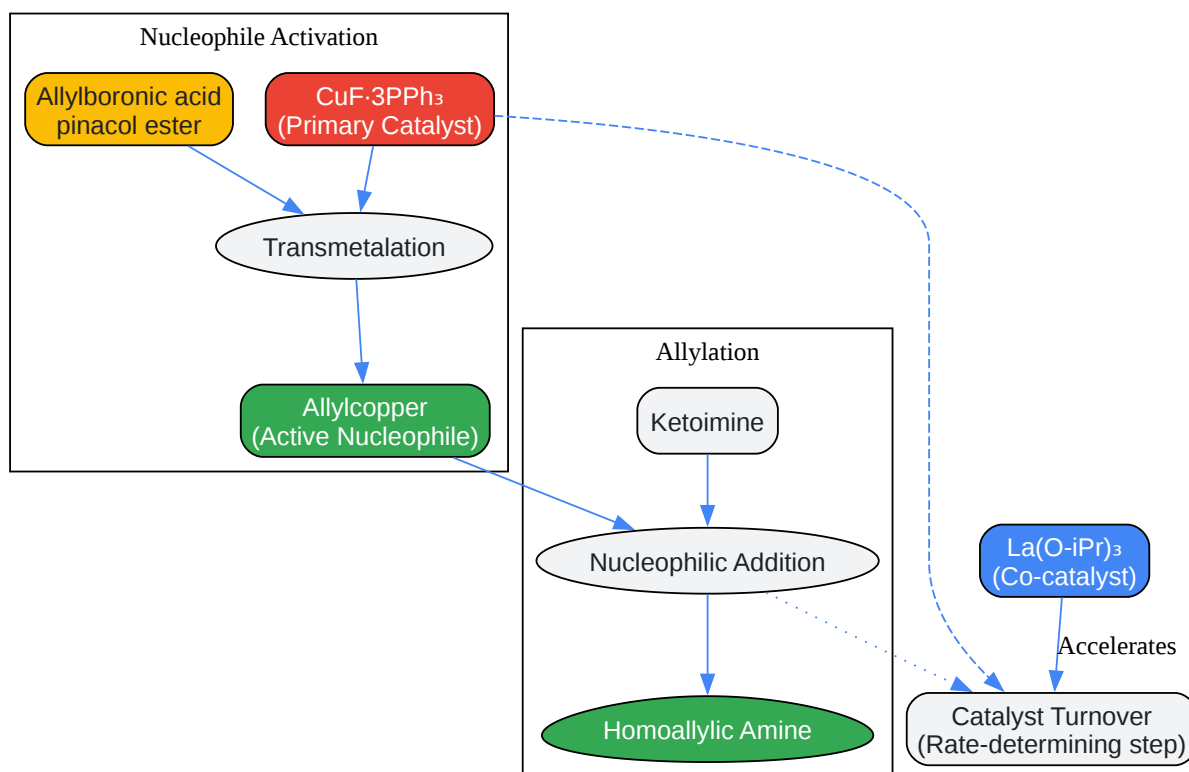 Nucleophile Activation
Allylboronic acid
pinacol ester
CuF·3PPh₃
(Primary Catalyst)
Transmetalation
Allylcopper
(Active Nucleophile)
Allylation
Ketoimine
Nucleophilic Addition
Homoallylic Amine
La(O-iPr)₃
(Co-catalyst)
Accelerates
Catalyst Turnover
(Rate-determining step)